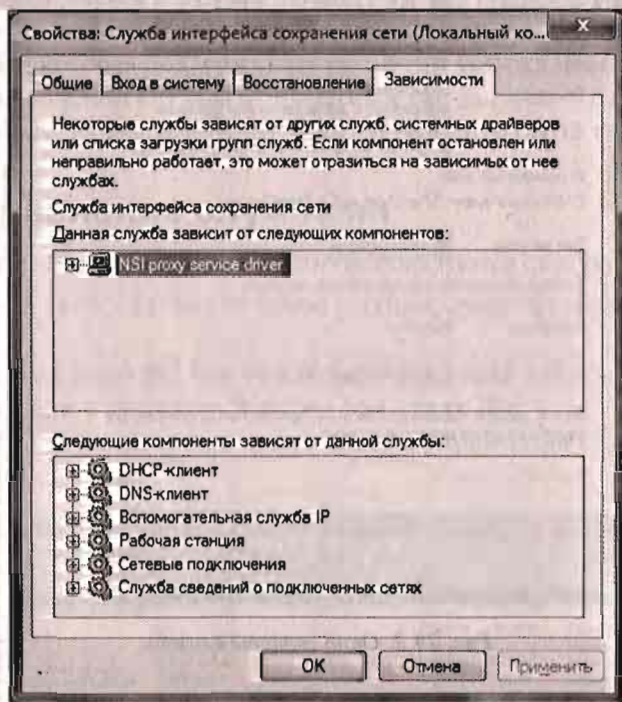 Свойства: Служба интерфейса сохранения сети (Локальный ко...
Общие Вход в систему Восстановление Зависимости
Некоторые службы зависят от других служб, системных драйверов
или списка загрузки групп служб. Если компонент остановлен или
неправильно работает, это может отразиться на зависимых от нее
службах.
Служба интерфейса сохранения сети
Данная служба зависит от следующих компонентов:
NSI proxy service driver.
Следующие компоненты зависят от данной службы:
DHCP-клиент
DNS-клиент
Вспомогательная служба IP
Рабочая станция
Сетевые подключения
Служба сведений о подключенных сетях
OK Отмена Применить